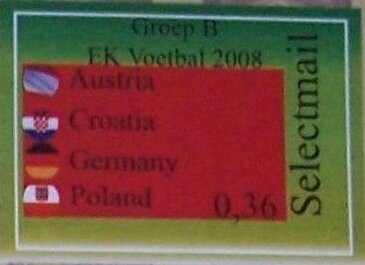 Groep B
EK Voetbal 2008
Austria
Croatia
Germany
Poland
0,36
Selectmail